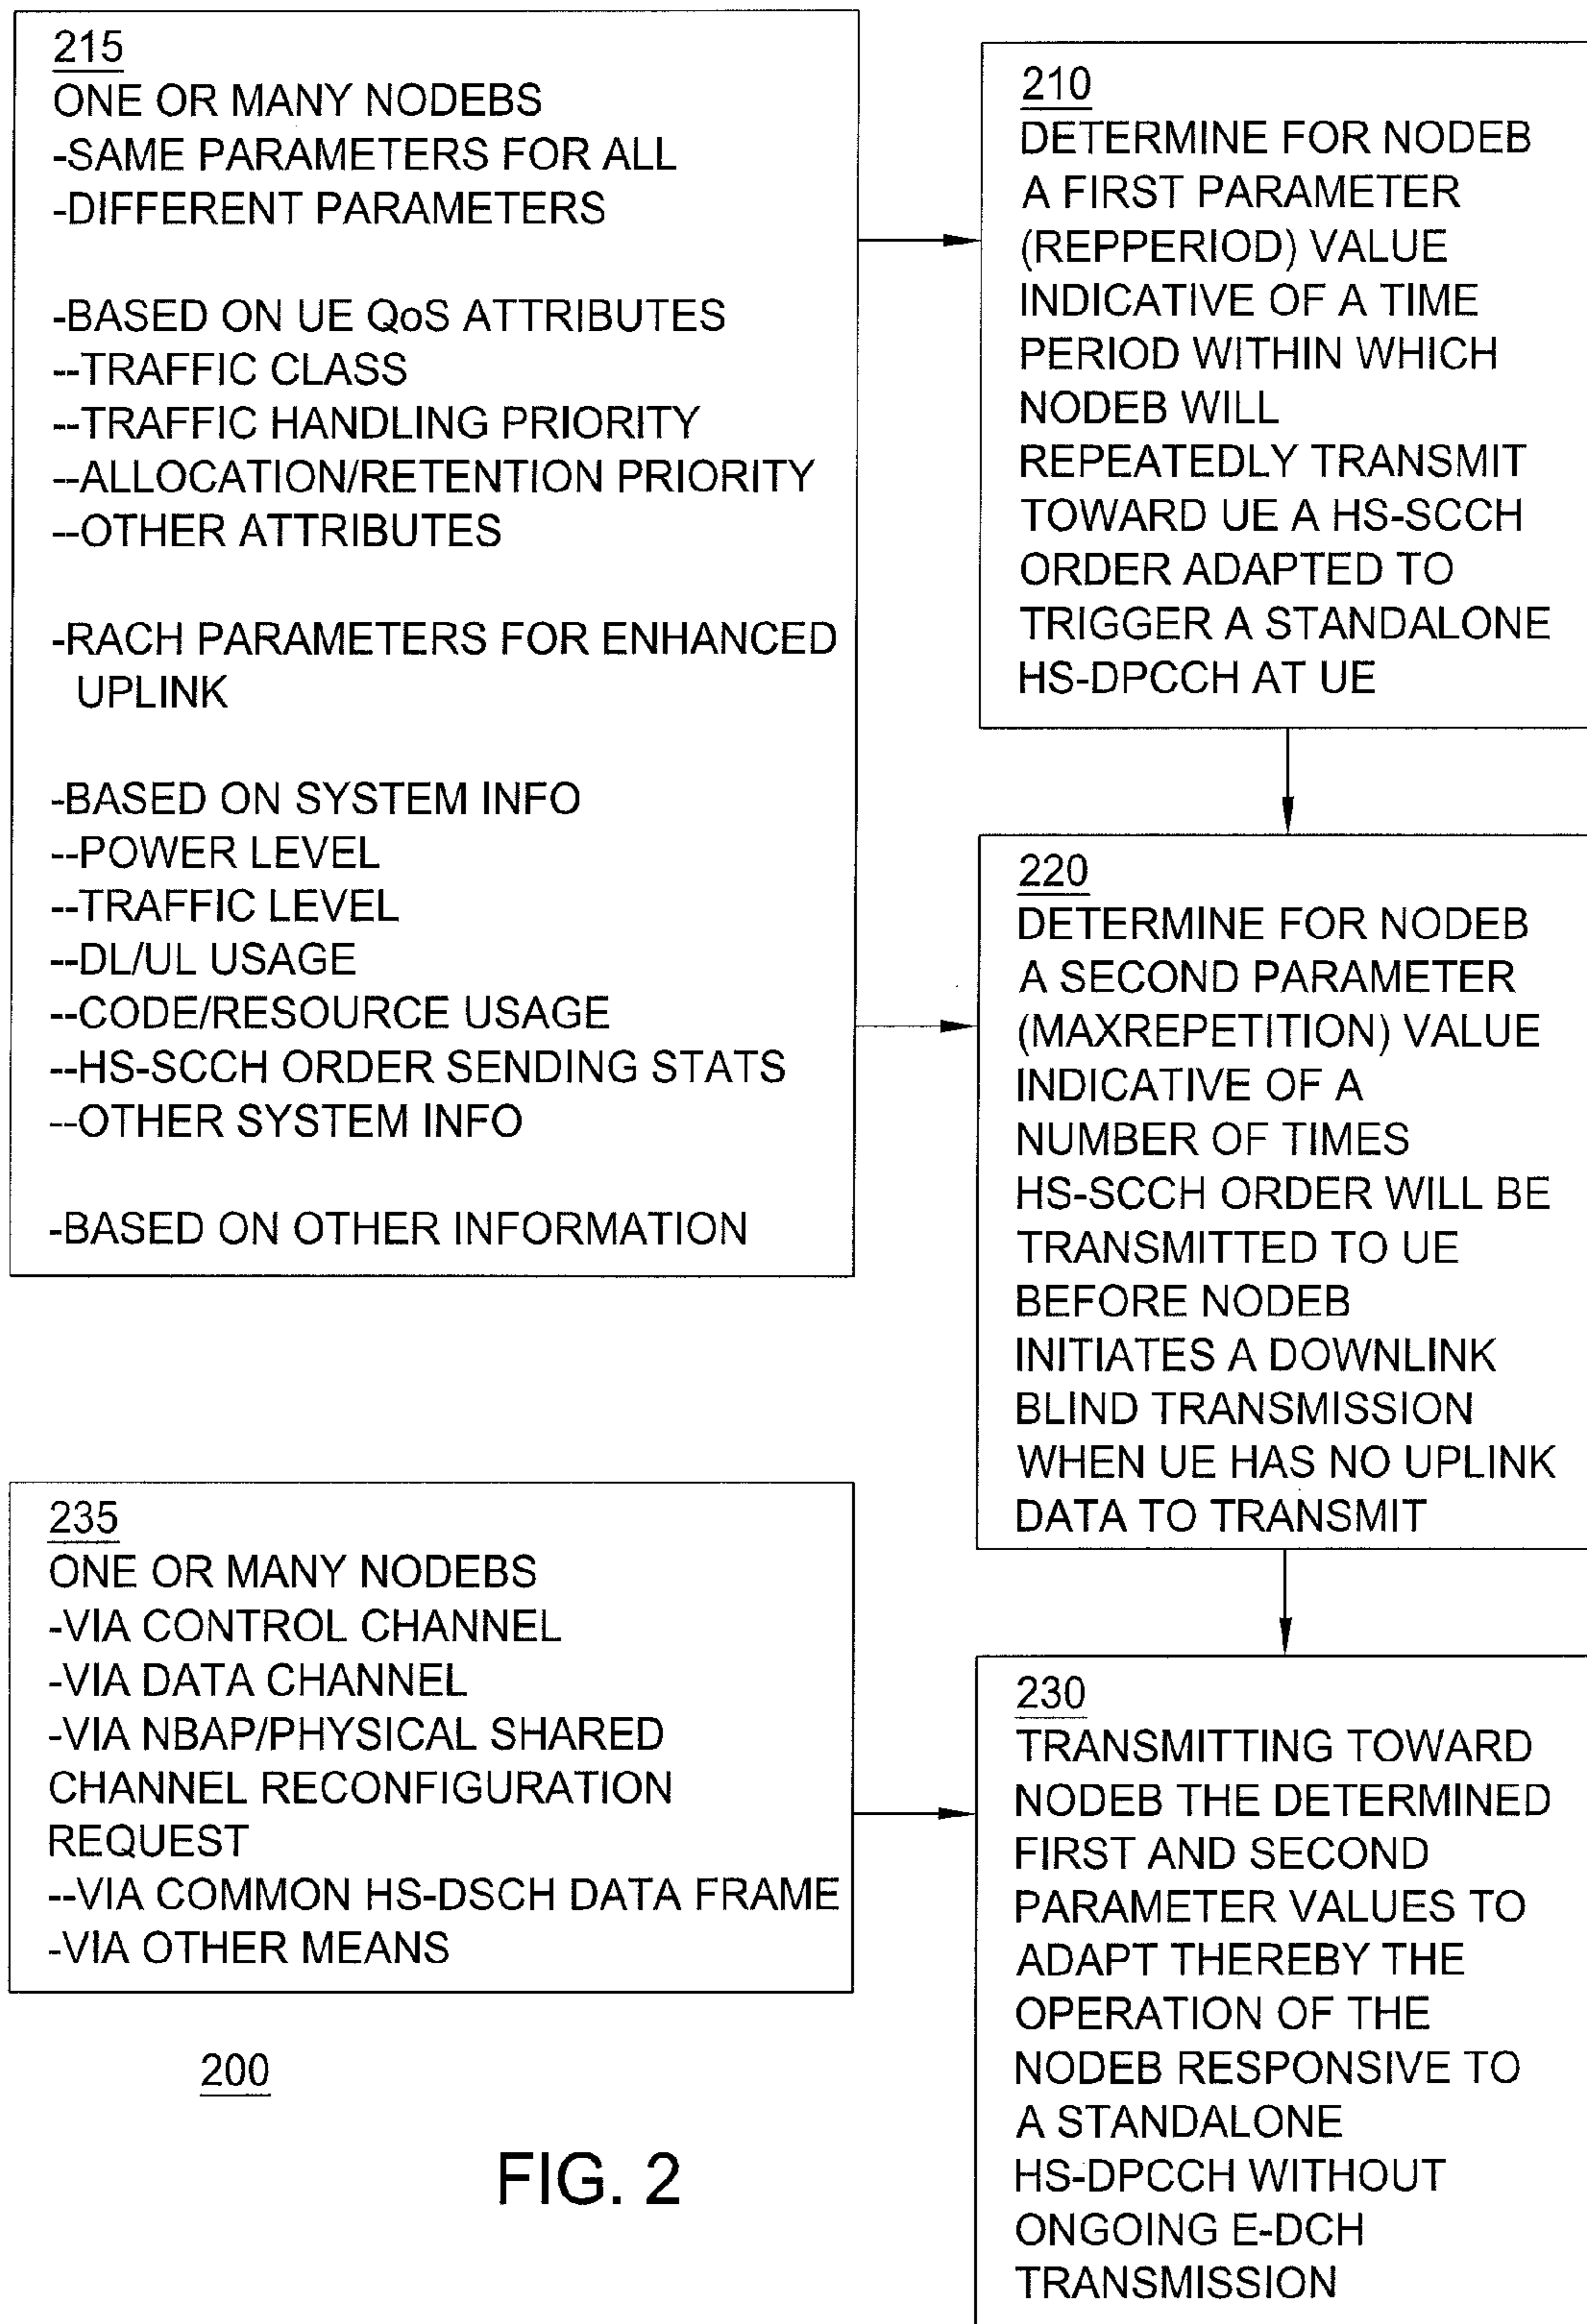 215
ONE OR MANY NODEBS
-SAME PARAMETERS FOR ALL
-DIFFERENT PARAMETERS
-BASED ON UE QoS ATTRIBUTES
--TRAFFIC CLASS
--TRAFFIC HANDLING PRIORITY
--ALLOCATION/RETENTION PRIORITY
--OTHER ATTRIBUTES
-RACH PARAMETERS FOR ENHANCED
UPLINK
-BASED ON SYSTEM INFO
--POWER LEVEL
--TRAFFIC LEVEL
--DL/UL USAGE
--CODE/RESOURCE USAGE
--HS-SCCH ORDER SENDING STATS
--OTHER SYSTEM INFO
-BASED ON OTHER INFORMATION
210
DETERMINE FOR NODEB
A FIRST PARAMETER
(REPPERIOD) VALUE
INDICATIVE OF A TIME
PERIOD WITHIN WHICH
NODEB WILL
REPEATEDLY TRANSMIT
TOWARD UE A HS-SCCH
ORDER ADAPTED TO
TRIGGER A STANDALONE
HS-DPCCH AT UE
220
DETERMINE FOR NODEB
A SECOND PARAMETER
(MAXREPETITION) VALUE
INDICATIVE OF A
NUMBER OF TIMES
HS-SCCH ORDER WILL BE
TRANSMITTED TO UE
BEFORE NODEB
INITIATES A DOWNLINK
BLIND TRANSMISSION
WHEN UE HAS NO UPLINK
DATA TO TRANSMIT
235
ONE OR MANY NODEBS
-VIA CONTROL CHANNEL
-VIA DATA CHANNEL
-VIA NBAP/PHYSICAL SHARED
CHANNEL RECONFIGURATION
REQUEST
--VIA COMMON HS-DSCH DATA FRAME
-VIA OTHER MEANS
230
TRANSMITTING TOWARD
NODEB THE DETERMINED
FIRST AND SECOND
PARAMETER VALUES TO
ADAPT THEREBY THE
OPERATION OF THE
NODEB RESPONSIVE TO
A STANDALONE
HS-DPCCH WITHOUT
ONGOING E-DCH
TRANSMISSION
200
FIG. 2